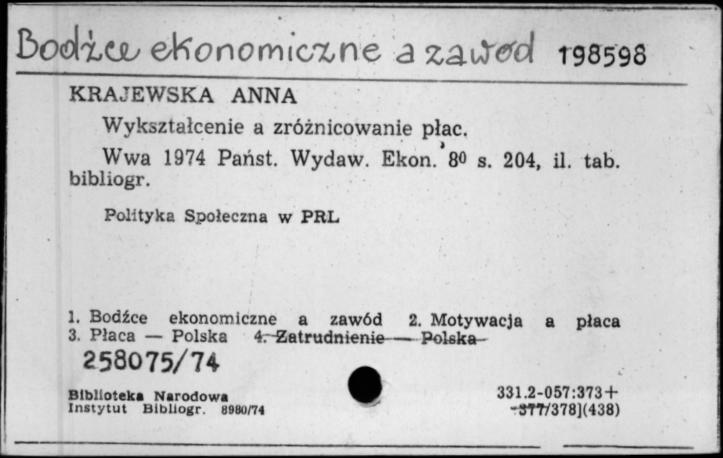 Bodźce ekonomiczne a zawód 198598
KRAJEWSKA ANNA
Wykształcenie a zróżnicowanie płac.
Wwa 1974 Państ. Wydaw. Ekon. 8⁰ s. 204, il. tab.
bibliogr.
Polityka Społeczna w PRL
1. Bodźce ekonomiczne a zawód 2. Motywacja a płaca
3. Płaca — Polska 4. Zatrudnienie — Polska
258075/74
Biblioteka Narodowa 331.2-057:373+
Instytut Bibliogr. 8980/74 -377/378](438)